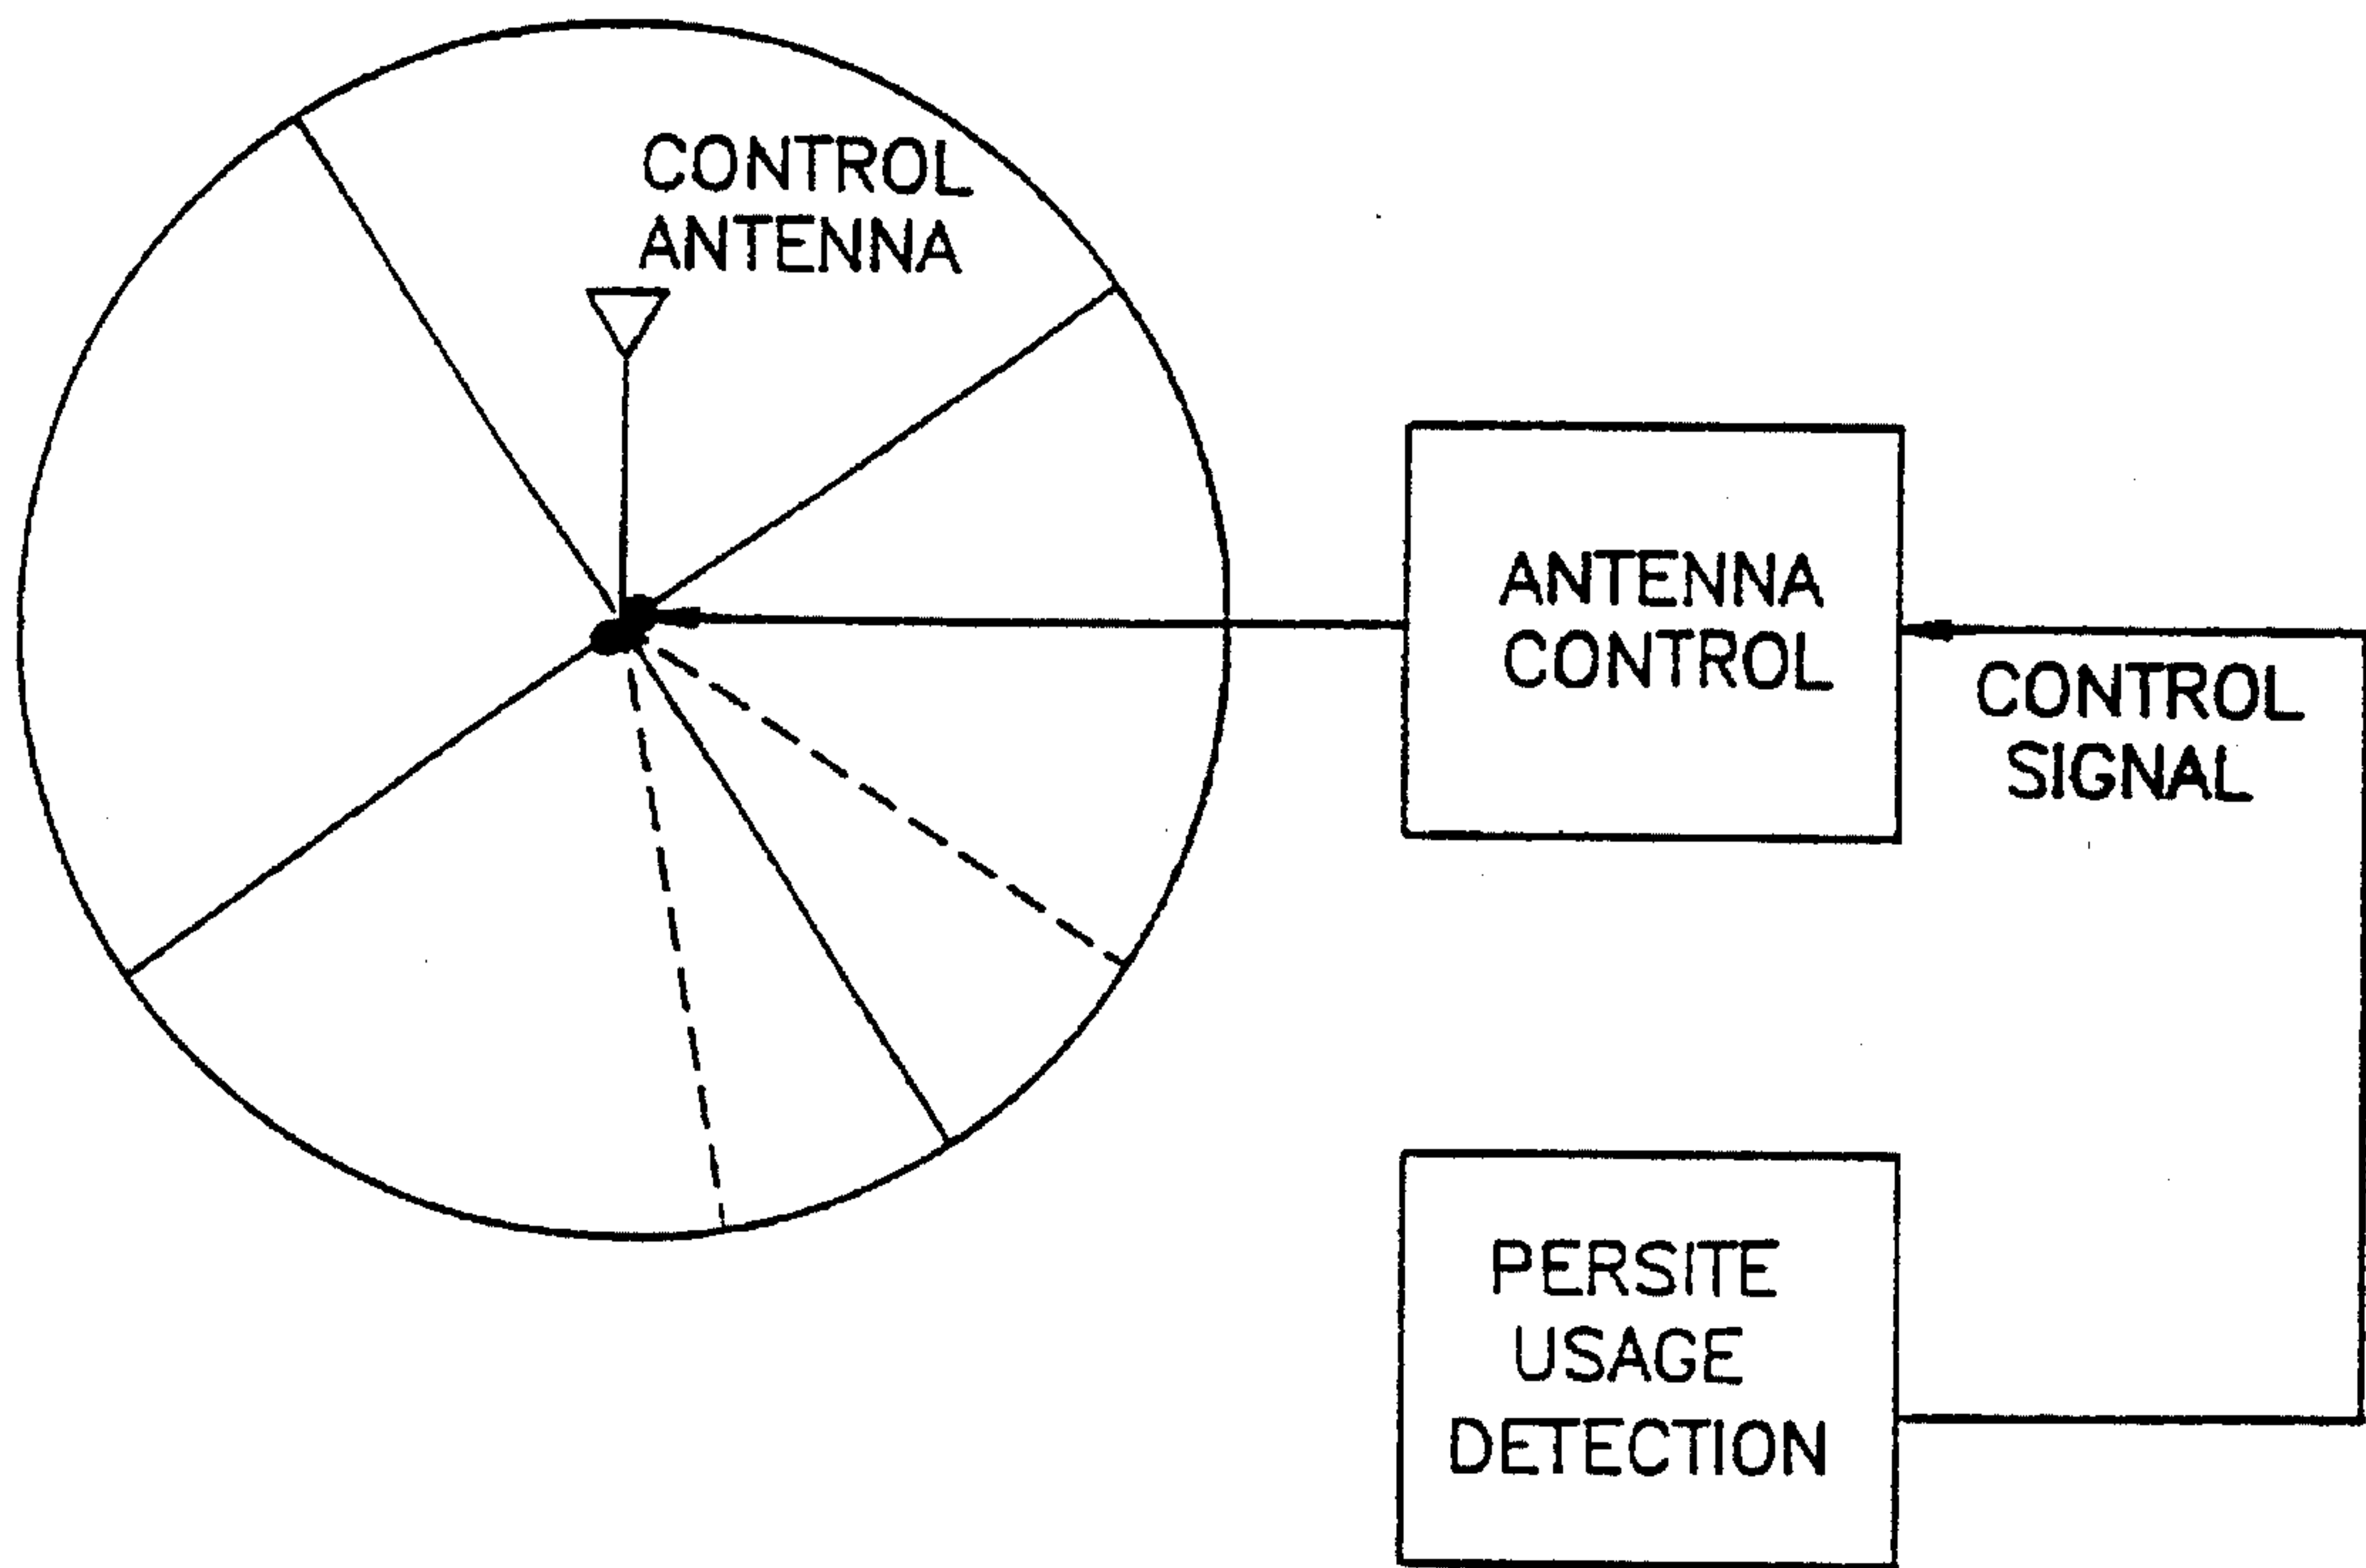 CONTROL
ANTENNA
ANTENNA
CONTROL
CONTROL
SIGNAL
PERSITE
USAGE
DETECTION